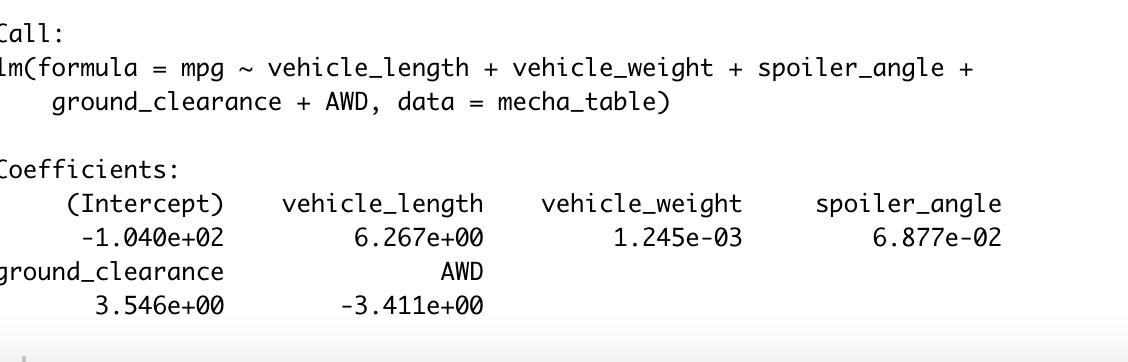 Call:
lm(formula = mpg ~ vehicle_length + vehicle_weight + spoiler_angle +
ground_clearance + AWD, data = mecha_table)
Coefficients:
(Intercept) vehicle_length vehicle_weight spoiler_angle
-1.040e+02 6.267e+00 1.245e-03 6.877e-02
ground_clearance AWD
3.546e+00 -3.411e+00